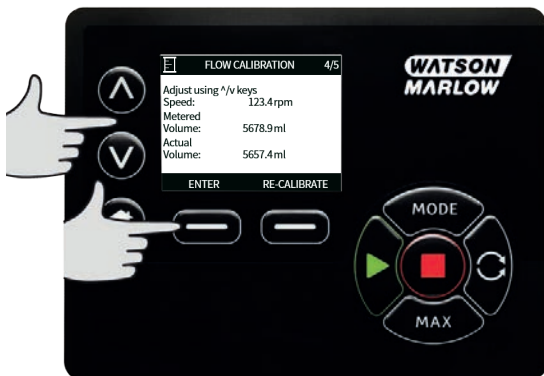 FLOW CALIBRATION 4/5
WATSON
MARLOW
Adjust using ^/v keys
Speed: 123.4 rpm
Metered
Volume: 5678.9 ml
Actual
Volume: 5657.4 ml
ENTER RE-CALIBRATE
MODE
MAX